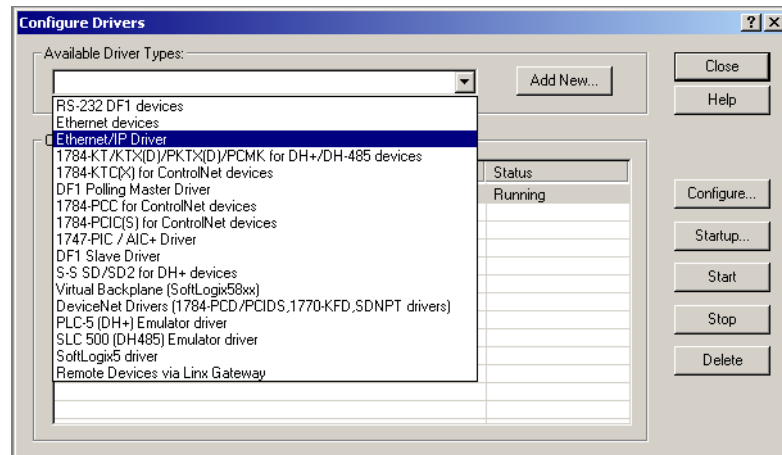 Configure Drivers
Available Driver Types:
Add New...
Close
Help
RS-232 DF1 devices
Ethernet devices
Ethernet/IP Driver
1784-KT/KTX(D)/PKTX(D)/PCMK for DH+/DH-485 devices
1784-KTC(X) for ControlNet devices
DF1 Polling Master Driver
1784-PCC for ControlNet devices
1784-PCIC(S) for ControlNet devices
1747-PIC / AIC+ Driver
DF1 Slave Driver
S-S SD/SD2 for DH+ devices
Virtual Backplane (SoftLogix58xx)
DeviceNet Drivers (1784-PCD/PCIDS,1770-KFD,SDNPT drivers)
PLC-5 (DH+) Emulator driver
SLC 500 (DH485) Emulator driver
SoftLogix5 driver
Remote Devices via Linx Gateway
Status
Running
Configure...
Startup...
Start
Stop
Delete